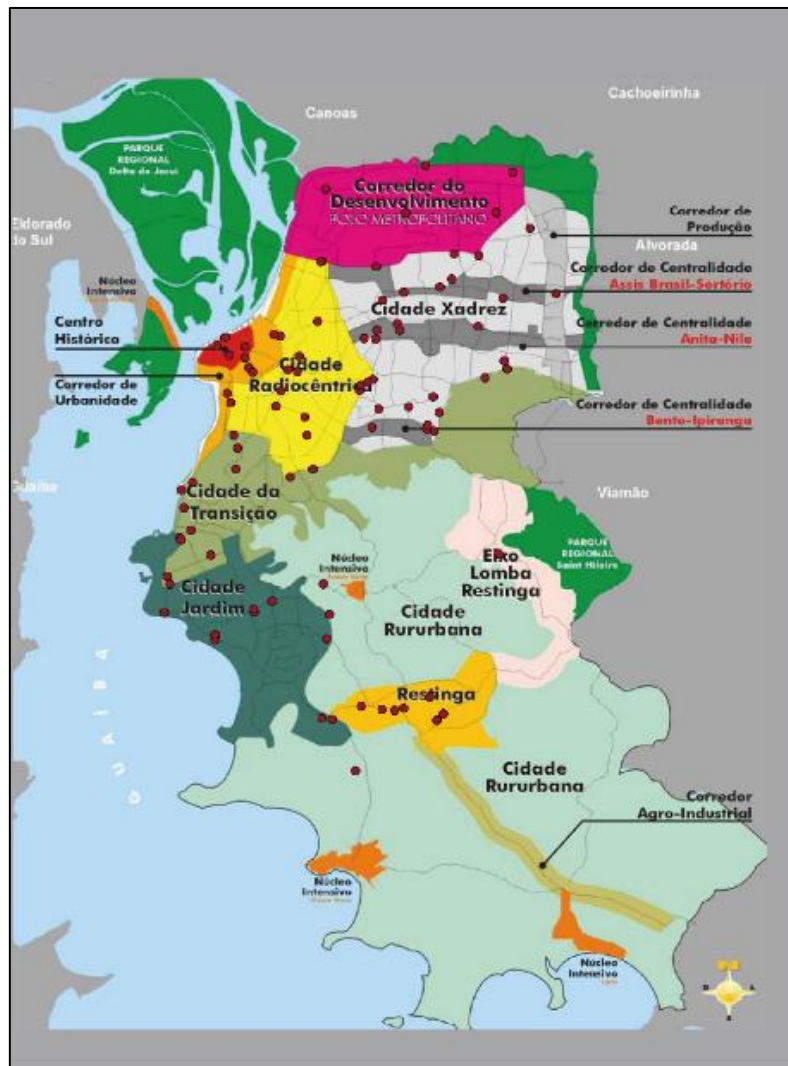 Cachoeirinha
Canoas
PARQUE
REGIONAL
Delta do Jacuí
Corredor do
Desenvolvimento
POLO METROPOLITANO
Corredor de
Produção
Eldorado
do Sul
Alvorada
Núcleo
Intensivo
Corredor de Centralidade
Assis Brasil-Sertório
Cidade Xadrez
Centro
Histórico
Corredor de Centralidade
Anita-Nilo
Cidade
Radiocêntrica
Corredor de
Urbanidade
Corredor de Centralidade
Bento-Ipiranga
Guaíba
Viamão
Cidade da
Transição
PARQUE
REGIONAL
Saint Hilaire
Eixo
Lomba
Restinga
Núcleo
Intensivo
Cidade
Jardim
Cidade
Rururbana
GUAIBA
Restinga
Cidade
Rururbana
Corredor
Agro-Industrial
Núcleo
Intensivo
Núcleo
Intensivo